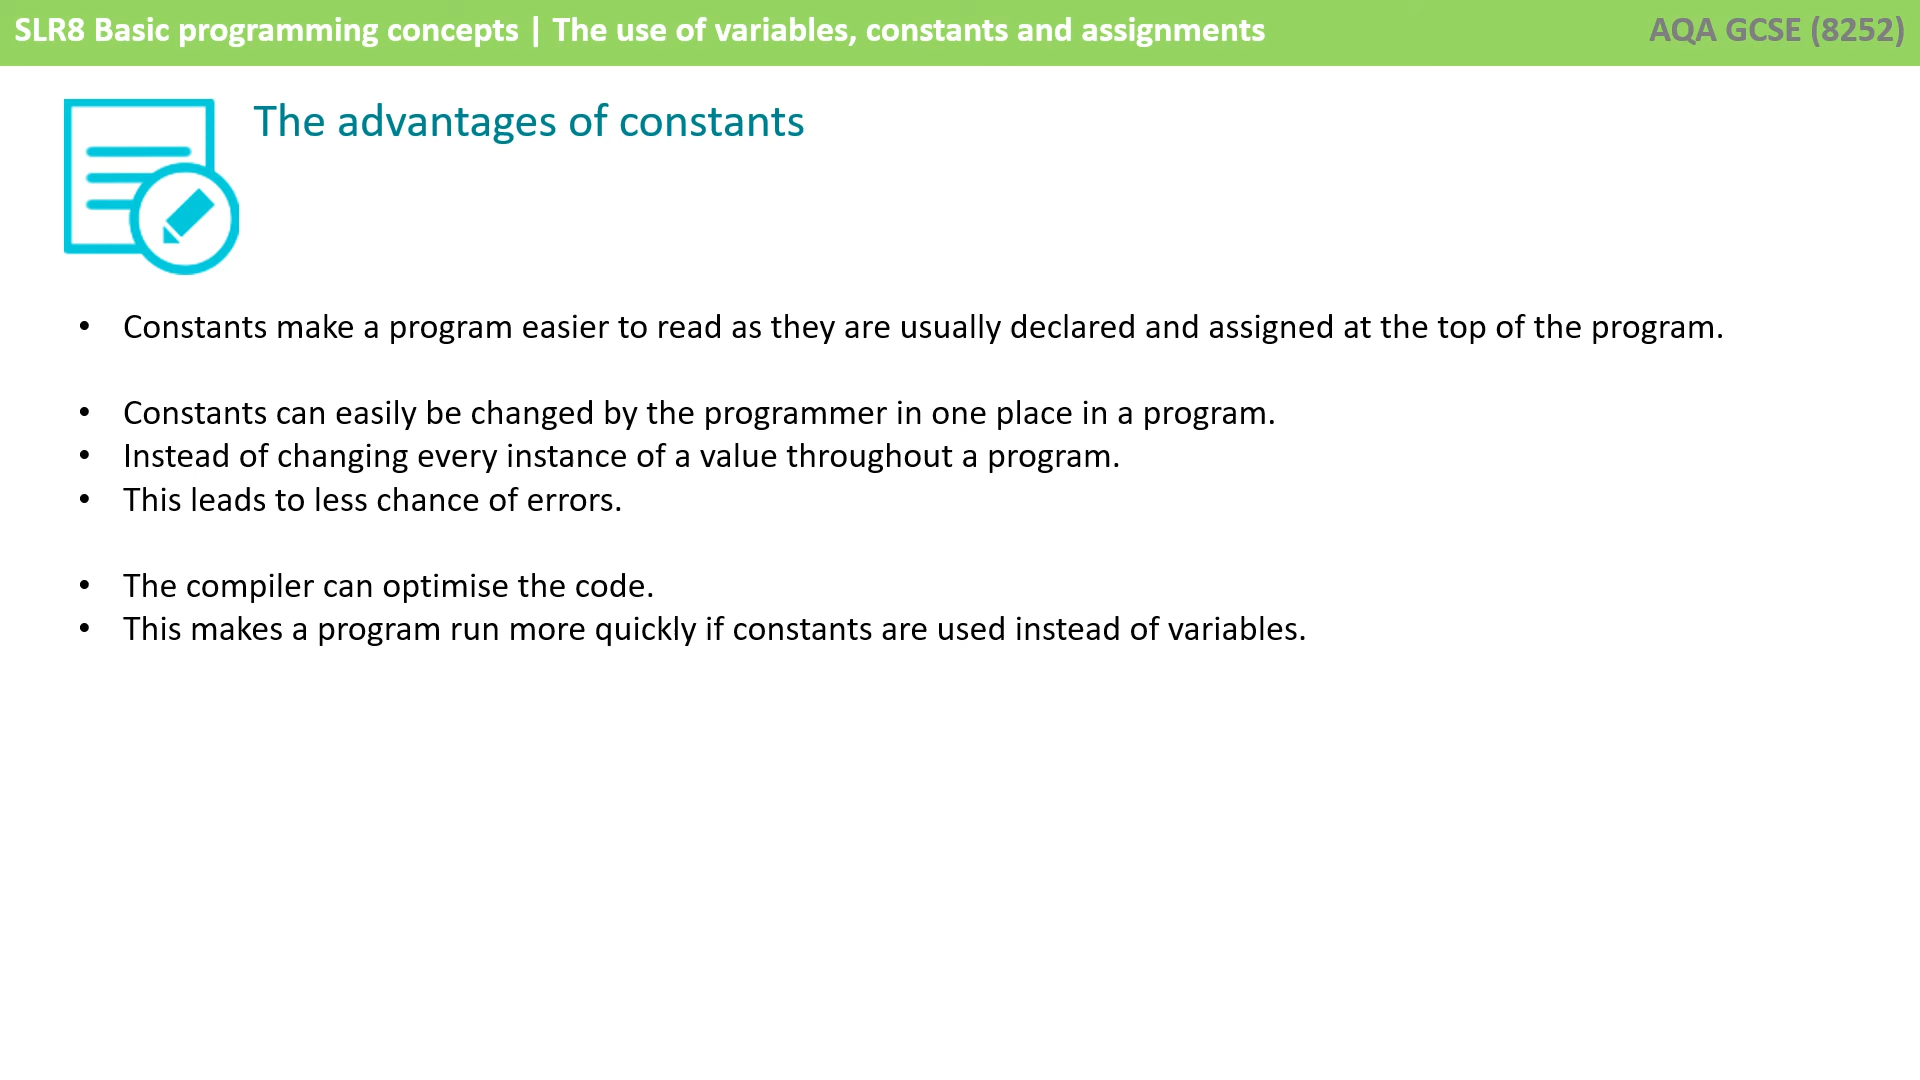 SLR8 Basic programming concepts | The use of variables, constants and assignments
AQA GCSE (8252)
The advantages of constants
• Constants make a program easier to read as they are usually declared and assigned at the top of the program.
• Constants can easily be changed by the programmer in one place in a program.
• Instead of changing every instance of a value throughout a program.
• This leads to less chance of errors.
• The compiler can optimise the code.
• This makes a program run more quickly if constants are used instead of variables.